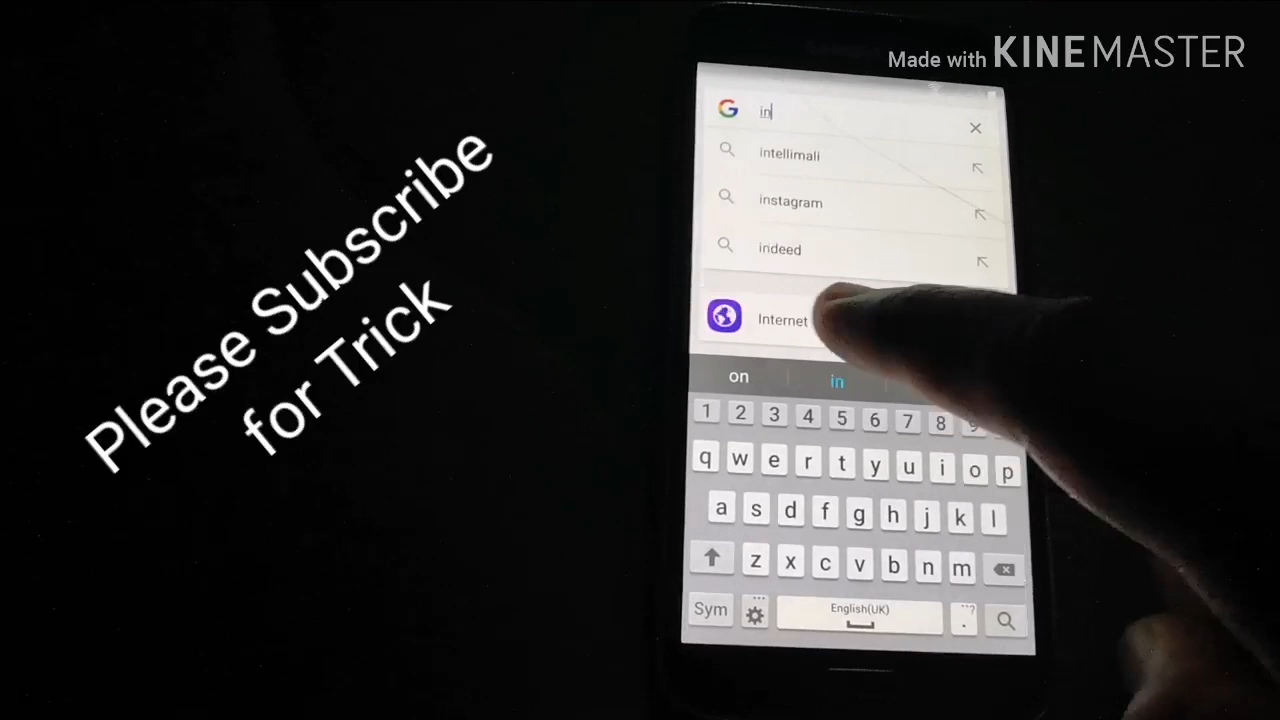 Made with KINEMASTER
Please Subscribe
for Trick
in
intellimali
instagram
indeed
Internet
on in
1 2 3 4 5 6 7 8 9
q w e r t y u i o p
a s d f g h j k l
z x c v b n m
Sym English(UK) . ?